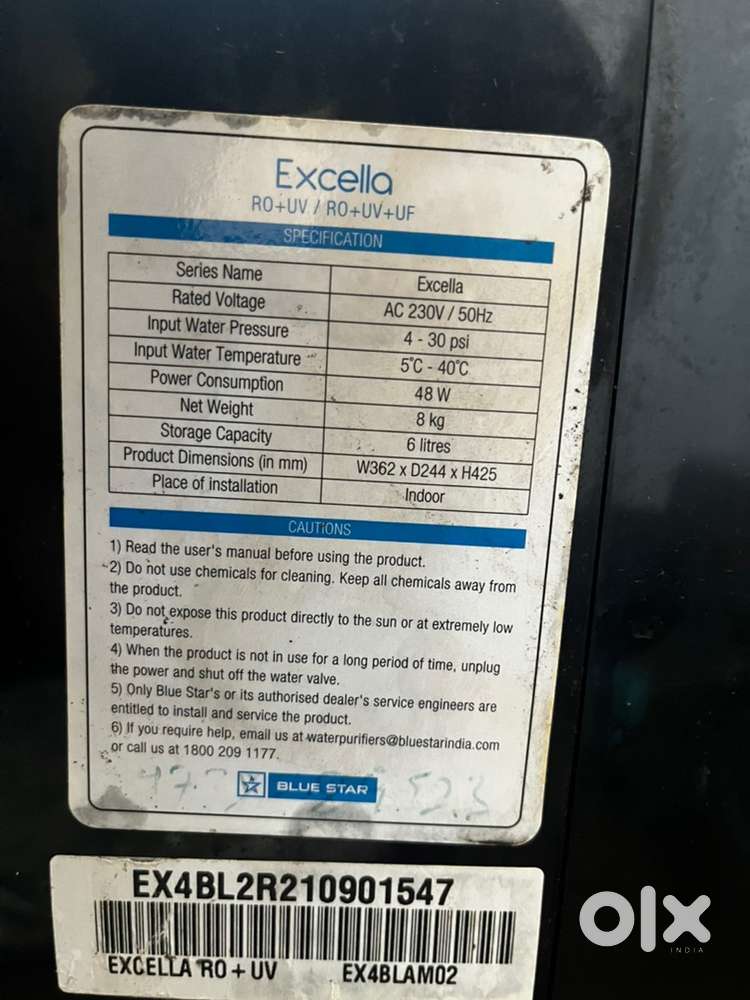 Excella
RO+UV / RO+UV+UF
SPECIFICATION
Series Name Excella
Rated Voltage AC 230V / 50Hz
Input Water Pressure 4 - 30 psi
Input Water Temperature 5°C - 40°C
Power Consumption 48 W
Net Weight 8 kg
Storage Capacity 6 litres
Product Dimensions (in mm) W362 x D244 x H425
Place of installation Indoor
CAUTIONS
1) Read the user's manual before using the product.
2) Do not use chemicals for cleaning. Keep all chemicals away from
the product.
3) Do not expose this product directly to the sun or at extremely low
temperatures.
4) When the product is not in use for a long period of time, unplug
the power and shut off the water valve.
5) Only Blue Star's or its authorised dealer's service engineers are
entitled to install and service the product.
6) If you require help, email us at waterpurifiers@bluestarindia.com
or call us at 1800 209 1177.
BLUE STAR
EX4BL2R210901547
EXCELLA RO + UV EX4BLAM02
olx
INDIA